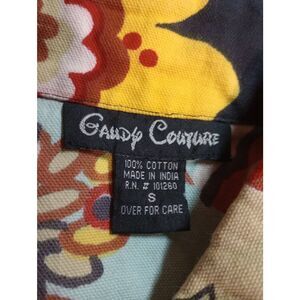 Gaudy Couture
100% COTTON
MADE IN INDIA
R.N. # 101260
S
OVER FOR CARE